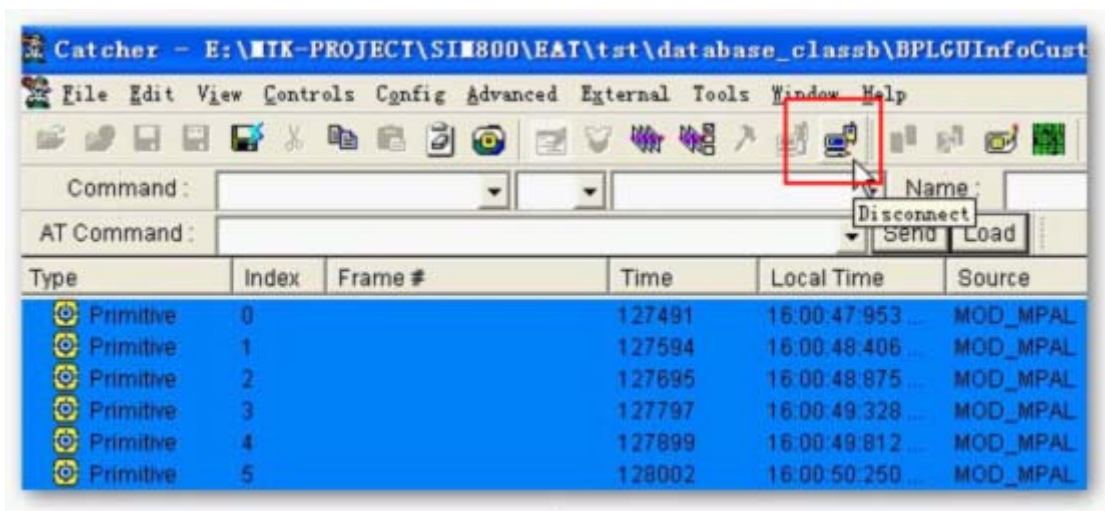 Catcher - E:\MTK-PROJECT\SIM800\EAT\tst\database_classb\BPLGUInfoCust
File Edit View Controls Config Advanced External Tools Window Help
Command : Name :
Disconnect
AT Command : Send Load
Type Index Frame # Time Local Time Source
Primitive 0 127491 16:00:47:953 ... MOD_MPAL
Primitive 1 127594 16:00:48:406 ... MOD_MPAL
Primitive 2 127695 16:00:48:875 ... MOD_MPAL
Primitive 3 127797 16:00:49:328 ... MOD_MPAL
Primitive 4 127899 16:00:49:812 ... MOD_MPAL
Primitive 5 128002 16:00:50:250 ... MOD_MPAL